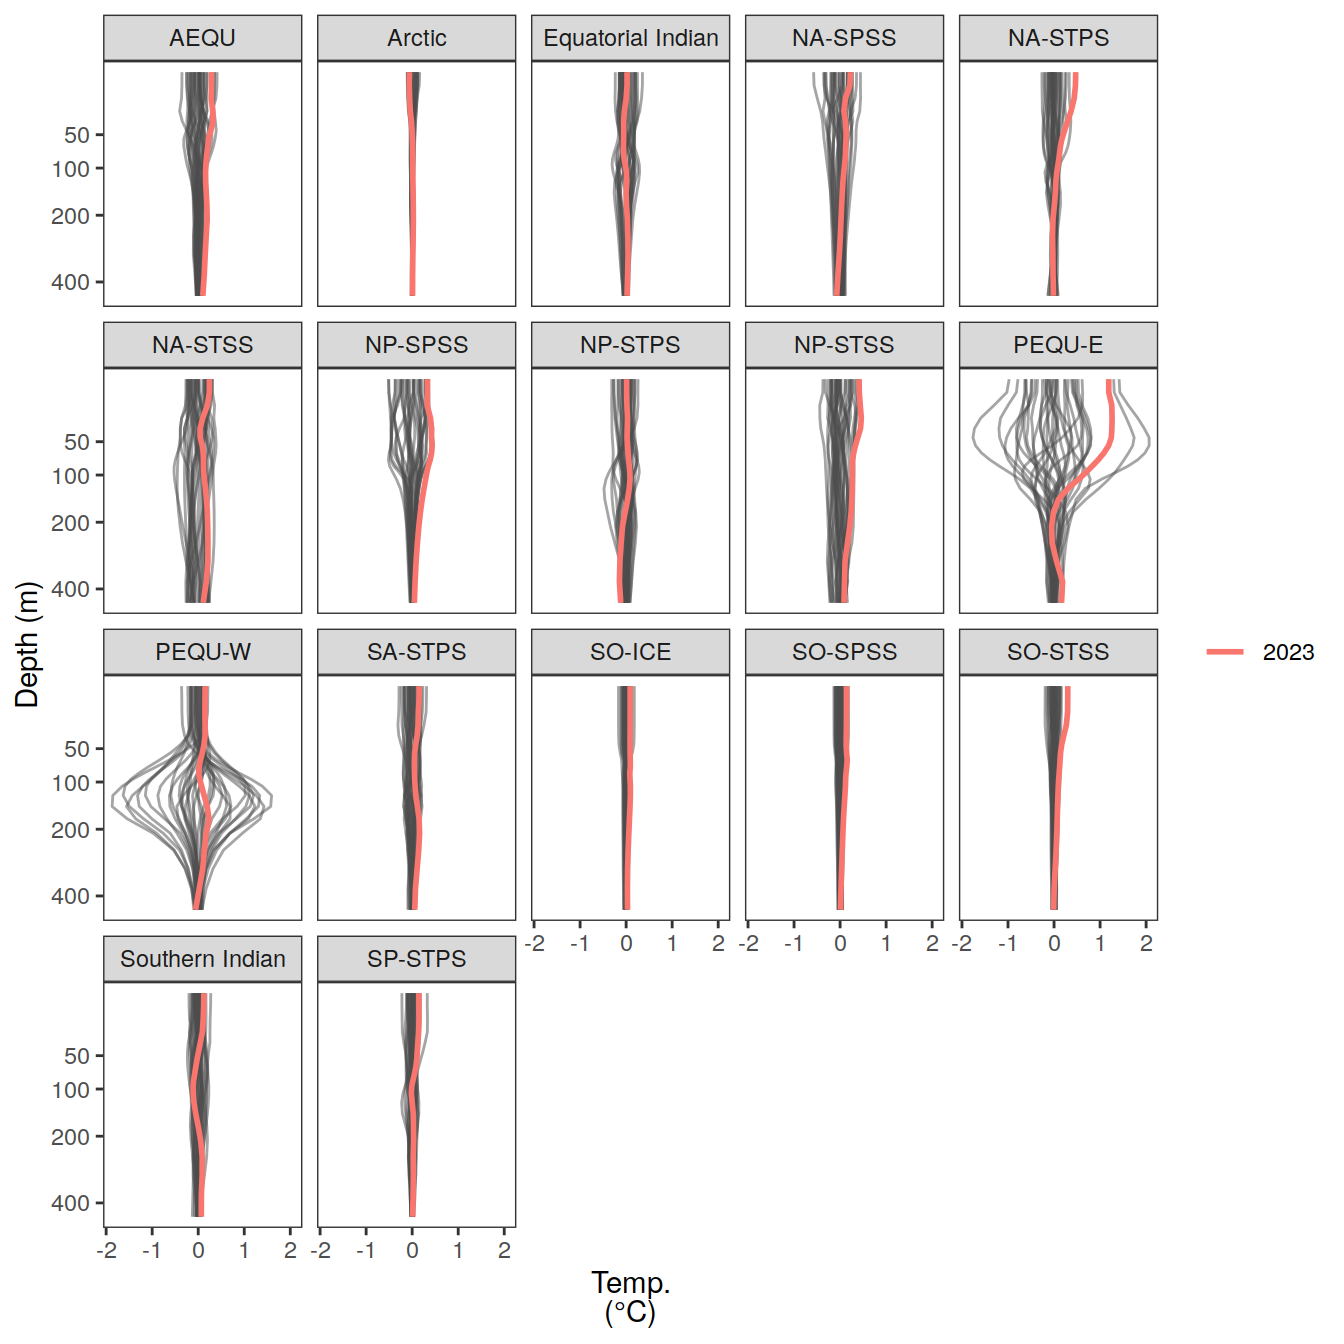 AEQU Arctic Equatorial Indian NA-SPSS NA-STPS
50
100
200
400
NA-STSS NP-SPSS NP-STPS NP-STSS PEQU-E
50
100
200
400
Depth (m)
PEQU-W SA-STPS SO-ICE SO-SPSS SO-STSS
2023
50
100
200
400
-2 -1 0 1 2 -2 -1 0 1 2 -2 -1 0 1 2
Southern Indian SP-STPS
50
100
200
400
-2 -1 0 1 2 -2 -1 0 1 2
Temp.
(°C)